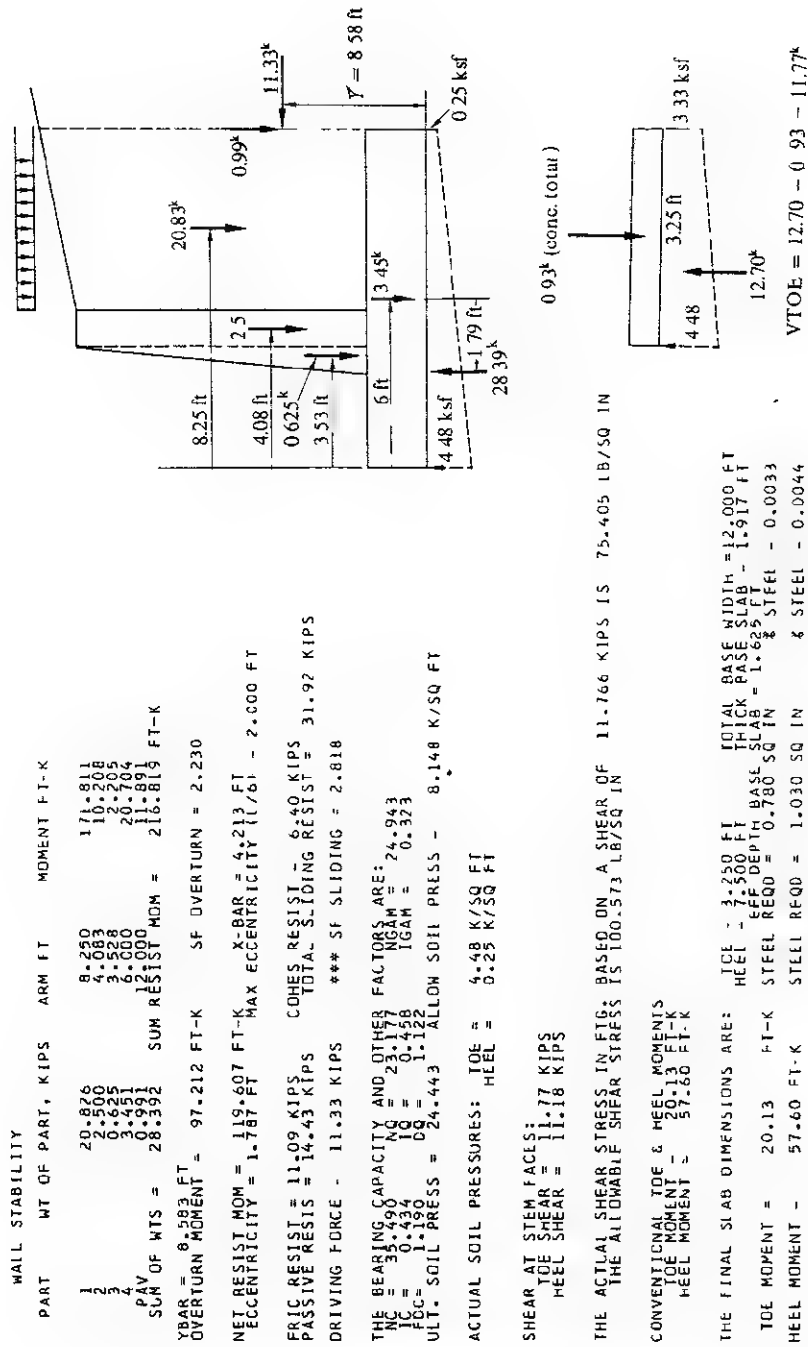 WALL STABILITY
PART WT OF PART, KIPS ARM FT MOMENT FT-K
1 20.826 8.250 171.811
2 2.500 4.083 10.208
3 0.625 3.528 2.205
4 3.451 6.000 20.704
PAV 0.991 12.000 11.891
SUM OF WTS = 28.392 SUM RESIST MOM = 216.819 FT-K
YBAR = 8.583 FT
OVERTURN MOMENT = 97.212 FT-K SF OVERTURN = 2.230
NET RESIST MOM = 119.607 FT-K X-BAR = 4.213 FT
ECCENTRICITY = 1.787 FT MAX ECCENTRICITY (L/6) - 2.000 FT
FRIC RESIST = 11.09 KIPS COHES RESIST - 6.40 KIPS
PASSIVE RESIS = 14.43 KIPS TOTAL SLIDING RESIST = 31.92 KIPS
DRIVING FORCE - 11.33 KIPS *** SF SLIDING = 2.818
THE BEARING CAPACITY AND OTHER FACTORS ARE:
NC = 35.490 NQ = 23.177 NGAM = 24.943
IC = 0.434 IQ = 0.458 IGAM = 0.323
FDC= 1.190 DQ = 1.122
ULT. SOIL PRESS = 24.443 ALLOW SOIL PRESS - 8.148 K/SQ FT
ACTUAL SOIL PRESSURES: TOE = 4.48 K/SQ FT
HEEL = 0.25 K/SQ FT
SHEAR AT STEM FACES:
TOE SHEAR = 11.77 KIPS
HEEL SHEAR = 11.18 KIPS
THE ACTUAL SHEAR STRESS IN FTG. BASED ON A SHEAR OF 11.766 KIPS IS 75.405 LB/SQ IN
THE ALLOWABLE SHEAR STRESS IS 100.573 LB/SQ IN
CONVENTIONAL TOE & HEEL MOMENTS
TOE MOMENT - 20.13 FT-K
HEEL MOMENT = 57.60 FT-K
THE FINAL SLAB DIMENSIONS ARE: TOE - 3.250 FT TOTAL BASE WIDTH =12.000 FT
HEEL - 7.500 FT THICK BASE SLAB - 1.917 FT
EFF DEPTH BASE SLAB = 1.625 FT
TOE MOMENT = 20.13 FT-K STEEL REQD = 0.780 SQ IN % STEEL - 0.0033
HEEL MOMENT - 57.60 FT-K STEEL REQD = 1.030 SQ IN % STEEL - 0.0044
11.33k
0.99k
Y = 8 58 ft
20.83k
0 25 ksf
2.5
3 45k
8.25 ft
4.08 ft
0 625k
3.53 ft
6 ft
1 79 ft
28 39k
4 48 ksf
0 93k (conc. total)
3 33 ksf
3.25 ft
4 48
12.70k
VTOE = 12.70 - 0 93 - 11.77k